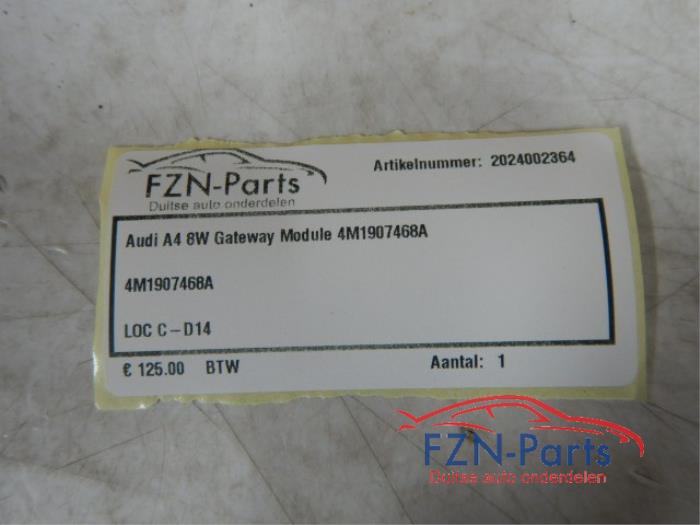 FZN-Parts
Duitse auto onderdelen
Artikelnummer: 2024002364
Audi A4 8W Gateway Module 4M1907468A
4M1907468A
LOC C-D14
€ 125.00 BTW
Aantal: 1
FZN-Parts
Duitse auto onderdelen